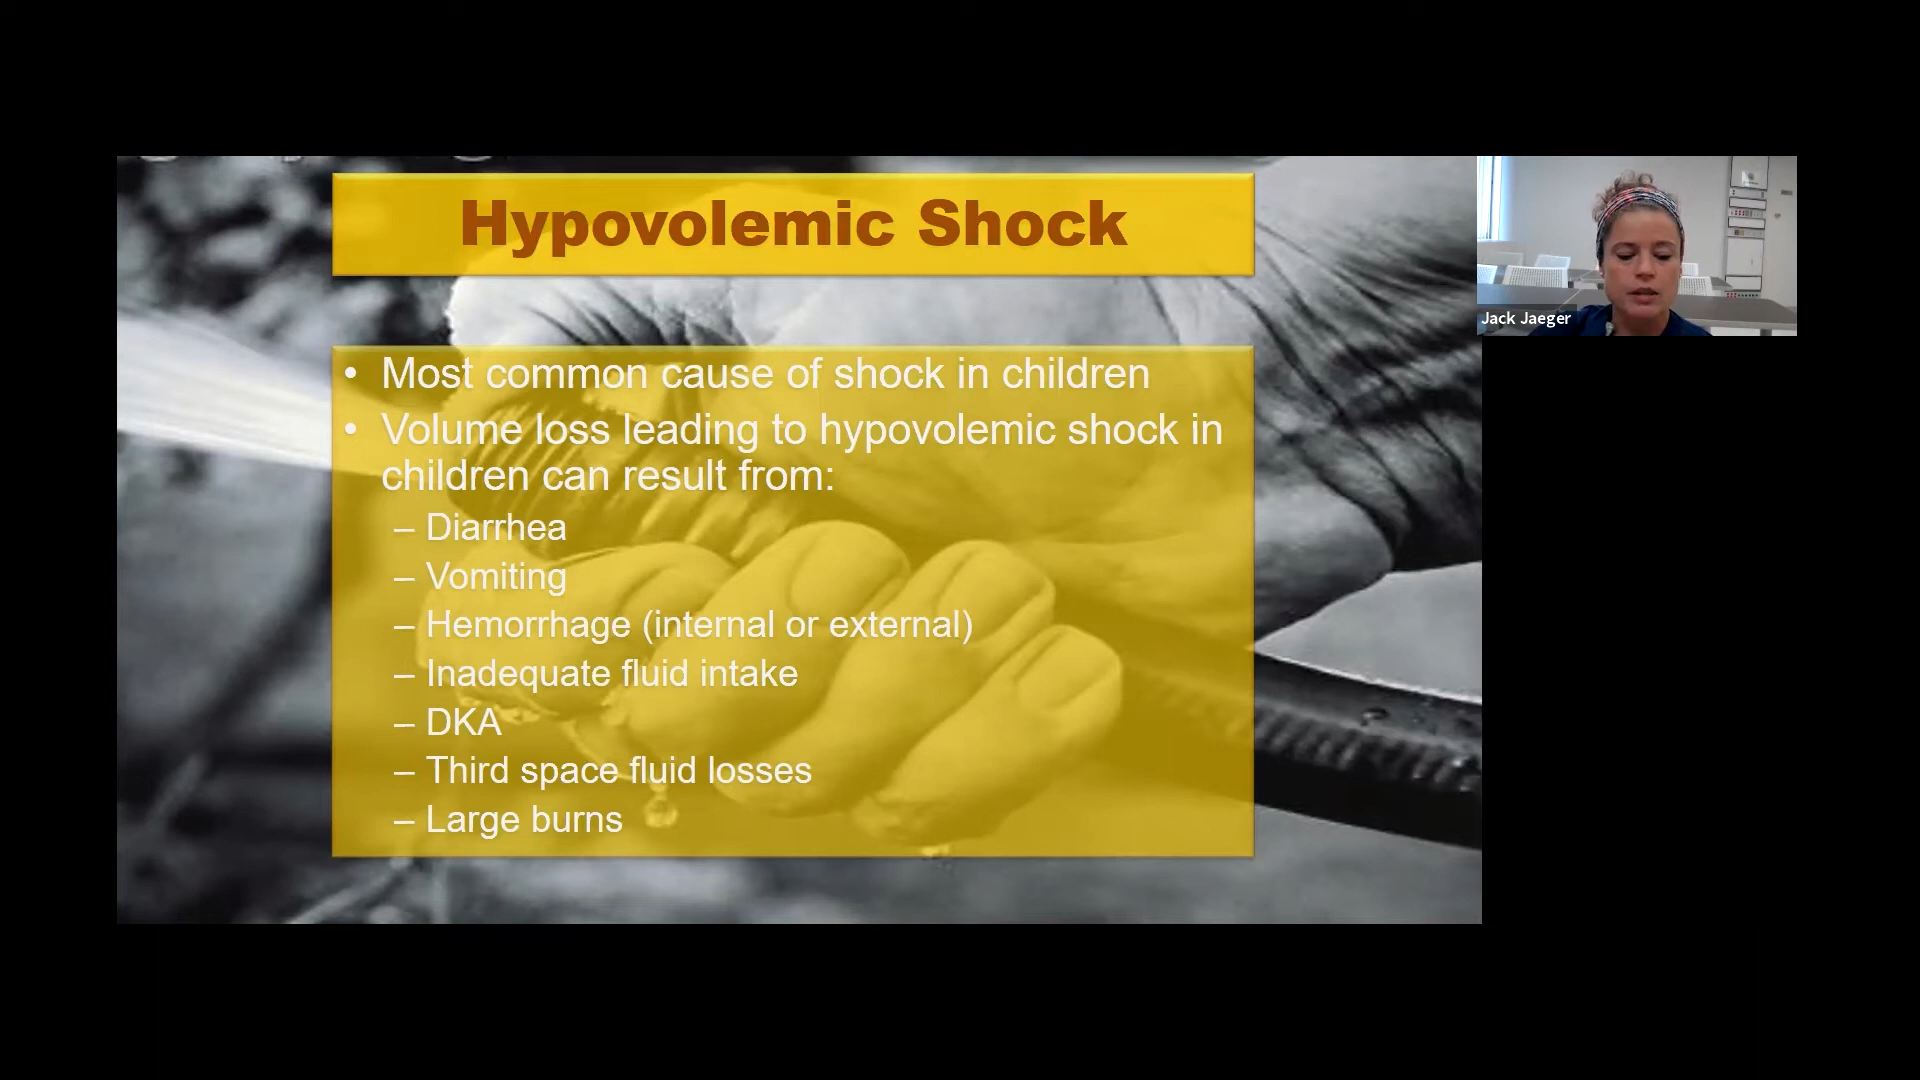 Hypovolemic Shock
Jack Jaeger
• Most common cause of shock in children
• Volume loss leading to hypovolemic shock in
children can result from:
– Diarrhea
– Vomiting
– Hemorrhage (internal or external)
– Inadequate fluid intake
– DKA
– Third space fluid losses
– Large burns